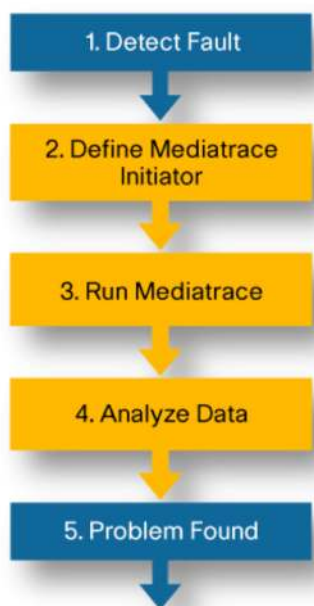 1. Detect Fault
2. Define Mediatrace
Initiator
3. Run Mediatrace
4. Analyze Data
5. Problem Found